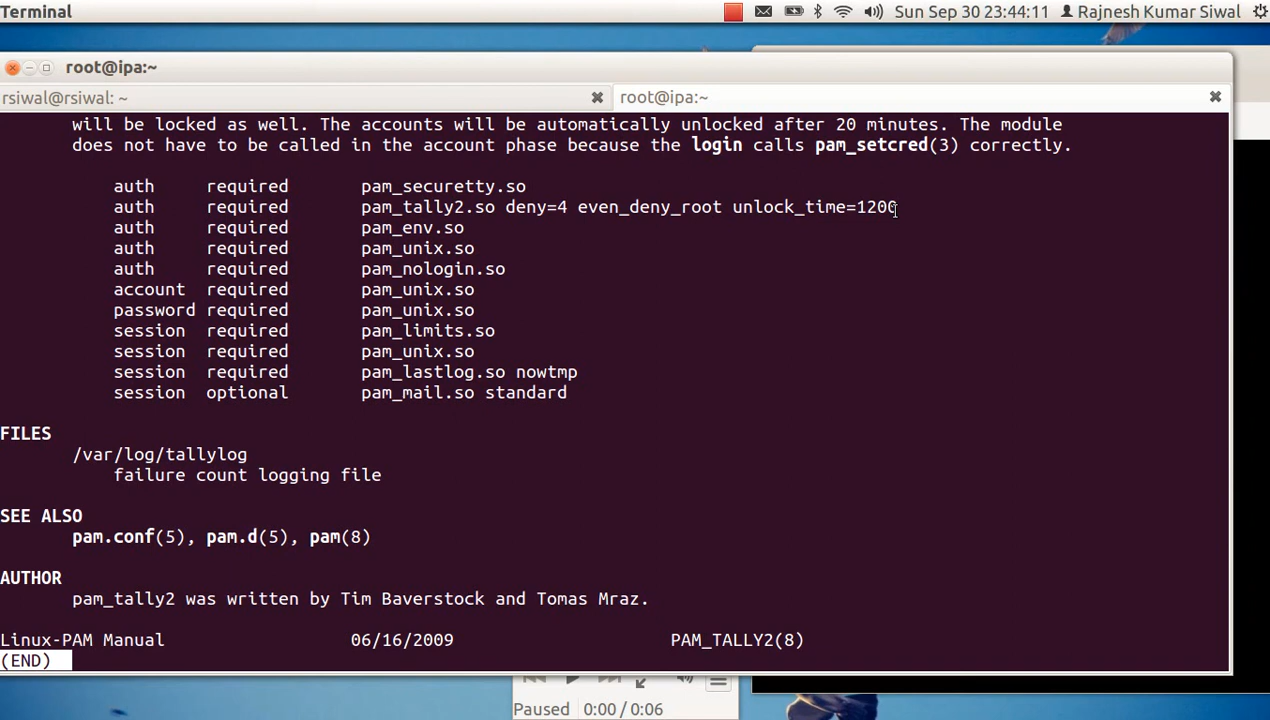 Terminal
Sun Sep 30 23:44:11 Rajnesh Kumar Siwal
root@ipa:~
rsiwal@rsiwal: ~
root@ipa:~
will be locked as well. The accounts will be automatically unlocked after 20 minutes. The module
does not have to be called in the account phase because the login calls pam_setcred(3) correctly.
auth required pam_securetty.so
auth required pam_tally2.so deny=4 even_deny_root unlock_time=1200
auth required pam_env.so
auth required pam_unix.so
auth required pam_nologin.so
account required pam_unix.so
password required pam_unix.so
session required pam_limits.so
session required pam_unix.so
session required pam_lastlog.so nowtmp
session optional pam_mail.so standard
FILES
/var/log/tallylog
failure count logging file
SEE ALSO
pam.conf(5), pam.d(5), pam(8)
AUTHOR
pam_tally2 was written by Tim Baverstock and Tomas Mraz.
Linux-PAM Manual 06/16/2009 PAM_TALLY2(8)
(END)
Paused 0:00 / 0:06